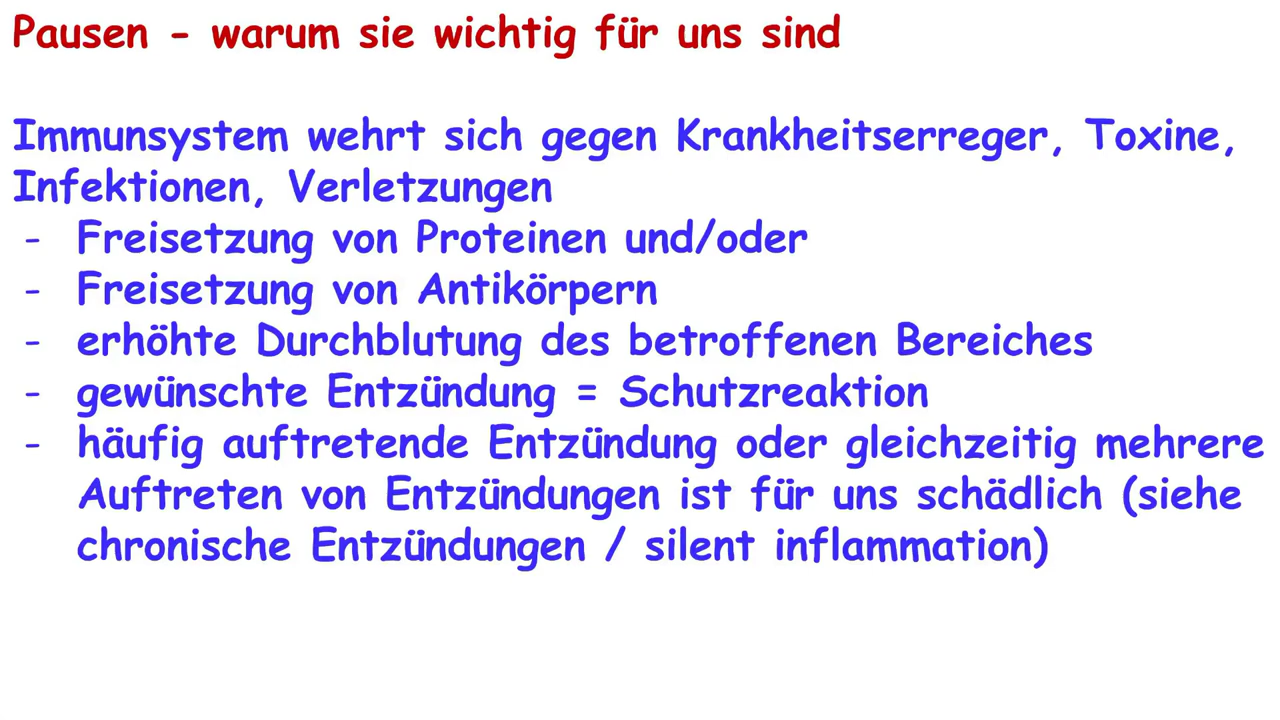 Pausen - warum sie wichtig für uns sind
Immunsystem wehrt sich gegen Krankheitserreger, Toxine,
Infektionen, Verletzungen
- Freisetzung von Proteinen und/oder
- Freisetzung von Antikörpern
- erhöhte Durchblutung des betroffenen Bereiches
- gewünschte Entzündung = Schutzreaktion
- häufig auftretende Entzündung oder gleichzeitig mehrere
Auftreten von Entzündungen ist für uns schädlich (siehe
chronische Entzündungen / silent inflammation)